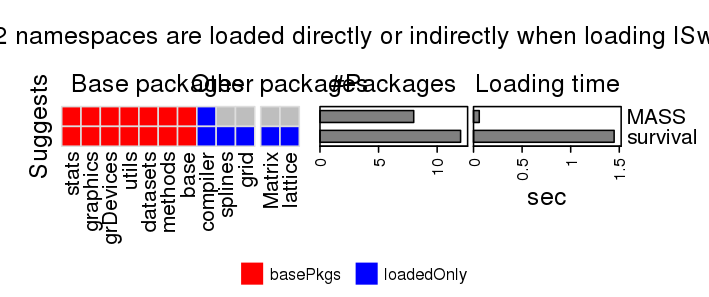 2 namespaces are loaded directly or indirectly when loading ISw
Base packages
Other packages
#Packages
Loading time
Suggests
MASS
survival
stats
graphics
grDevices
utils
datasets
methods
base
compiler
splines
grid
Matrix
lattice
0 5 10
0 0.5 1 1.5
sec
basePkgs loadedOnly